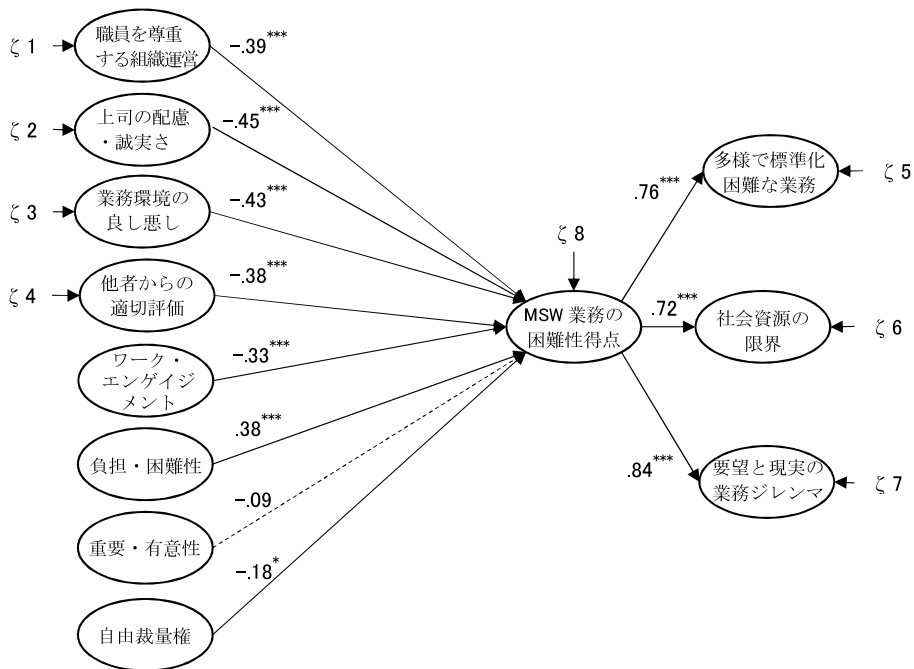 ζ1
職員を尊重
する組織運営
-.39***
ζ2
上司の配慮
・誠実さ
-.45***
ζ3
業務環境の
良し悪し
-.43***
ζ4
他者からの
適切評価
-.38***
ワーク・
エンゲイジ
メント
-.33***
負担・困難性
.38***
重要・有意性
-.09
自由裁量権
-.18*
ζ8
MSW 業務の
困難性得点
.76***
多様で標準化
困難な業務
ζ5
.72***
社会資源の
限界
ζ6
.84***
要望と現実の
業務ジレンマ
ζ7